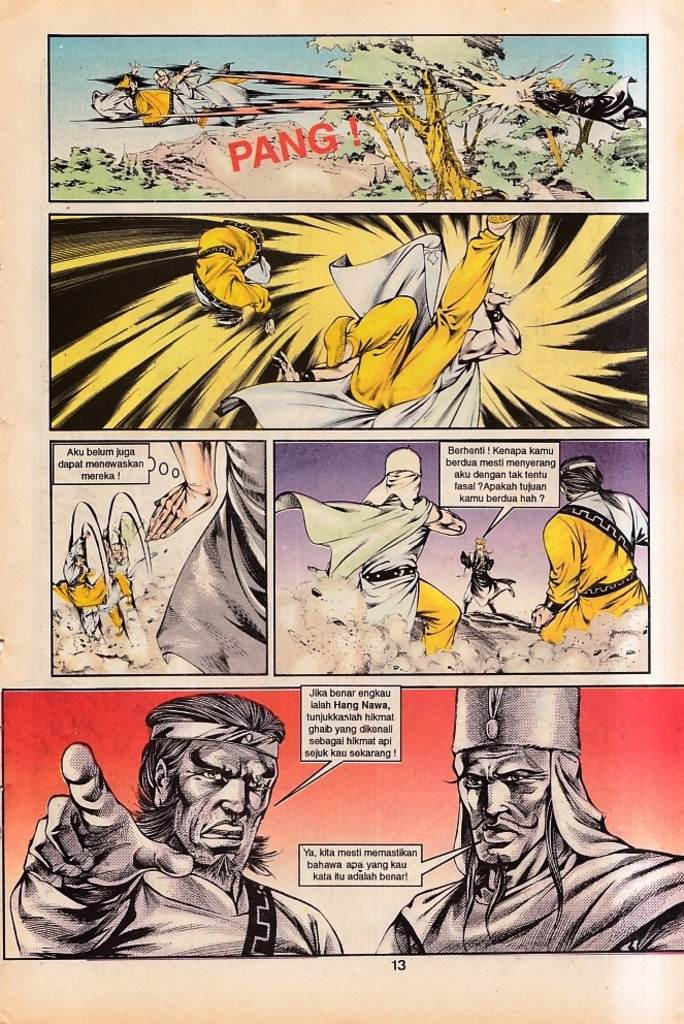 PANG !
Aku belum juga
dapat menewaskan
mereka !
Berhenti ! Kenapa kamu
berdua mesti menyerang
aku dengan tak tentu
fasal ? Apakah tujuan
kamu berdua hah ?
Jika benar engkau
ialah Hang Nawa,
tunjukkanlah hikmat
ghaib yang dikenali
sebagai hikmat api
sejuk kau sekarang !
Ya, kita mesti memastikan
bahawa apa yang kau
kata itu adalah benar!
13